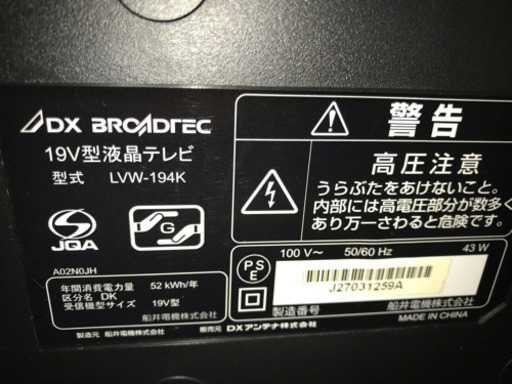 DX BROADTEC
19V型液晶テレビ
型式 LVW-194K
JQA
G
A02N0JH
年間消費電力量 52 kWh/年
区分名 DK
受信機型サイズ 19V型
船井電機株式会社
製造元 船井電機株式会社 販売元 DXアンテナ株式会社
警告
高圧注意
うらぶたをあけないこと。
内部には高電圧部分が数多く
あり万一さわると危険です。
100 V～ 50/60 Hz 43 W
PSE
J27031259A
製造番号
船井電機株式会社
MADE IN CHINA